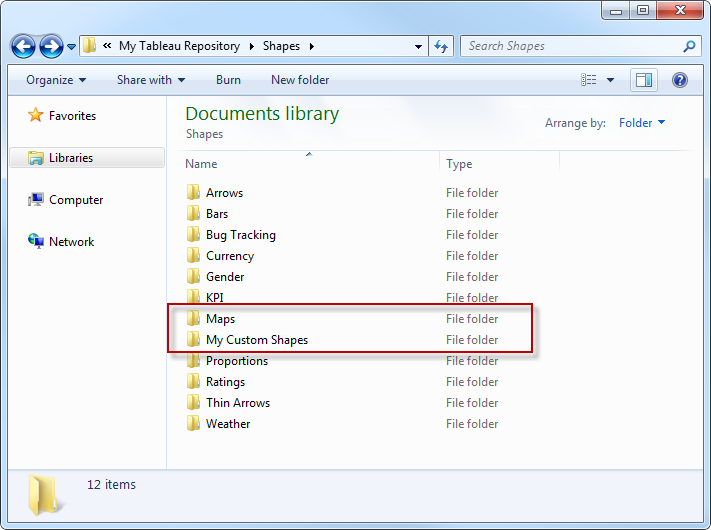 « My Tableau Repository Shapes
Search Shapes
Organize Share with Burn New folder
Favorites
Libraries
Computer
Network
Documents library
Shapes
Arrange by: Folder
Name Type
Arrows File folder
Bars File folder
Bug Tracking File folder
Currency File folder
Gender File folder
KPI File folder
Maps File folder
My Custom Shapes File folder
Proportions File folder
Ratings File folder
Thin Arrows File folder
Weather File folder
12 items